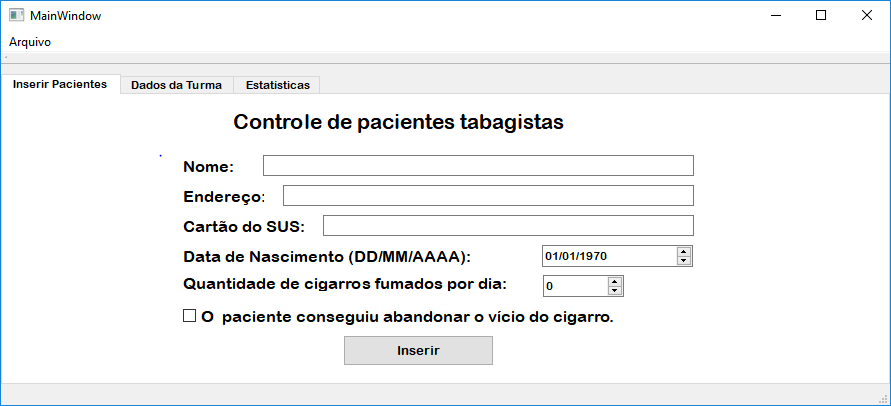 MainWindow
Arquivo
Inserir Pacientes Dados da Turma Estatisticas
Controle de pacientes tabagistas
Nome:
Endereço:
Cartão do SUS:
Data de Nascimento (DD/MM/AAAA): 01/01/1970
Quantidade de cigarros fumados por dia: 0
O paciente conseguiu abandonar o vício do cigarro.
Inserir